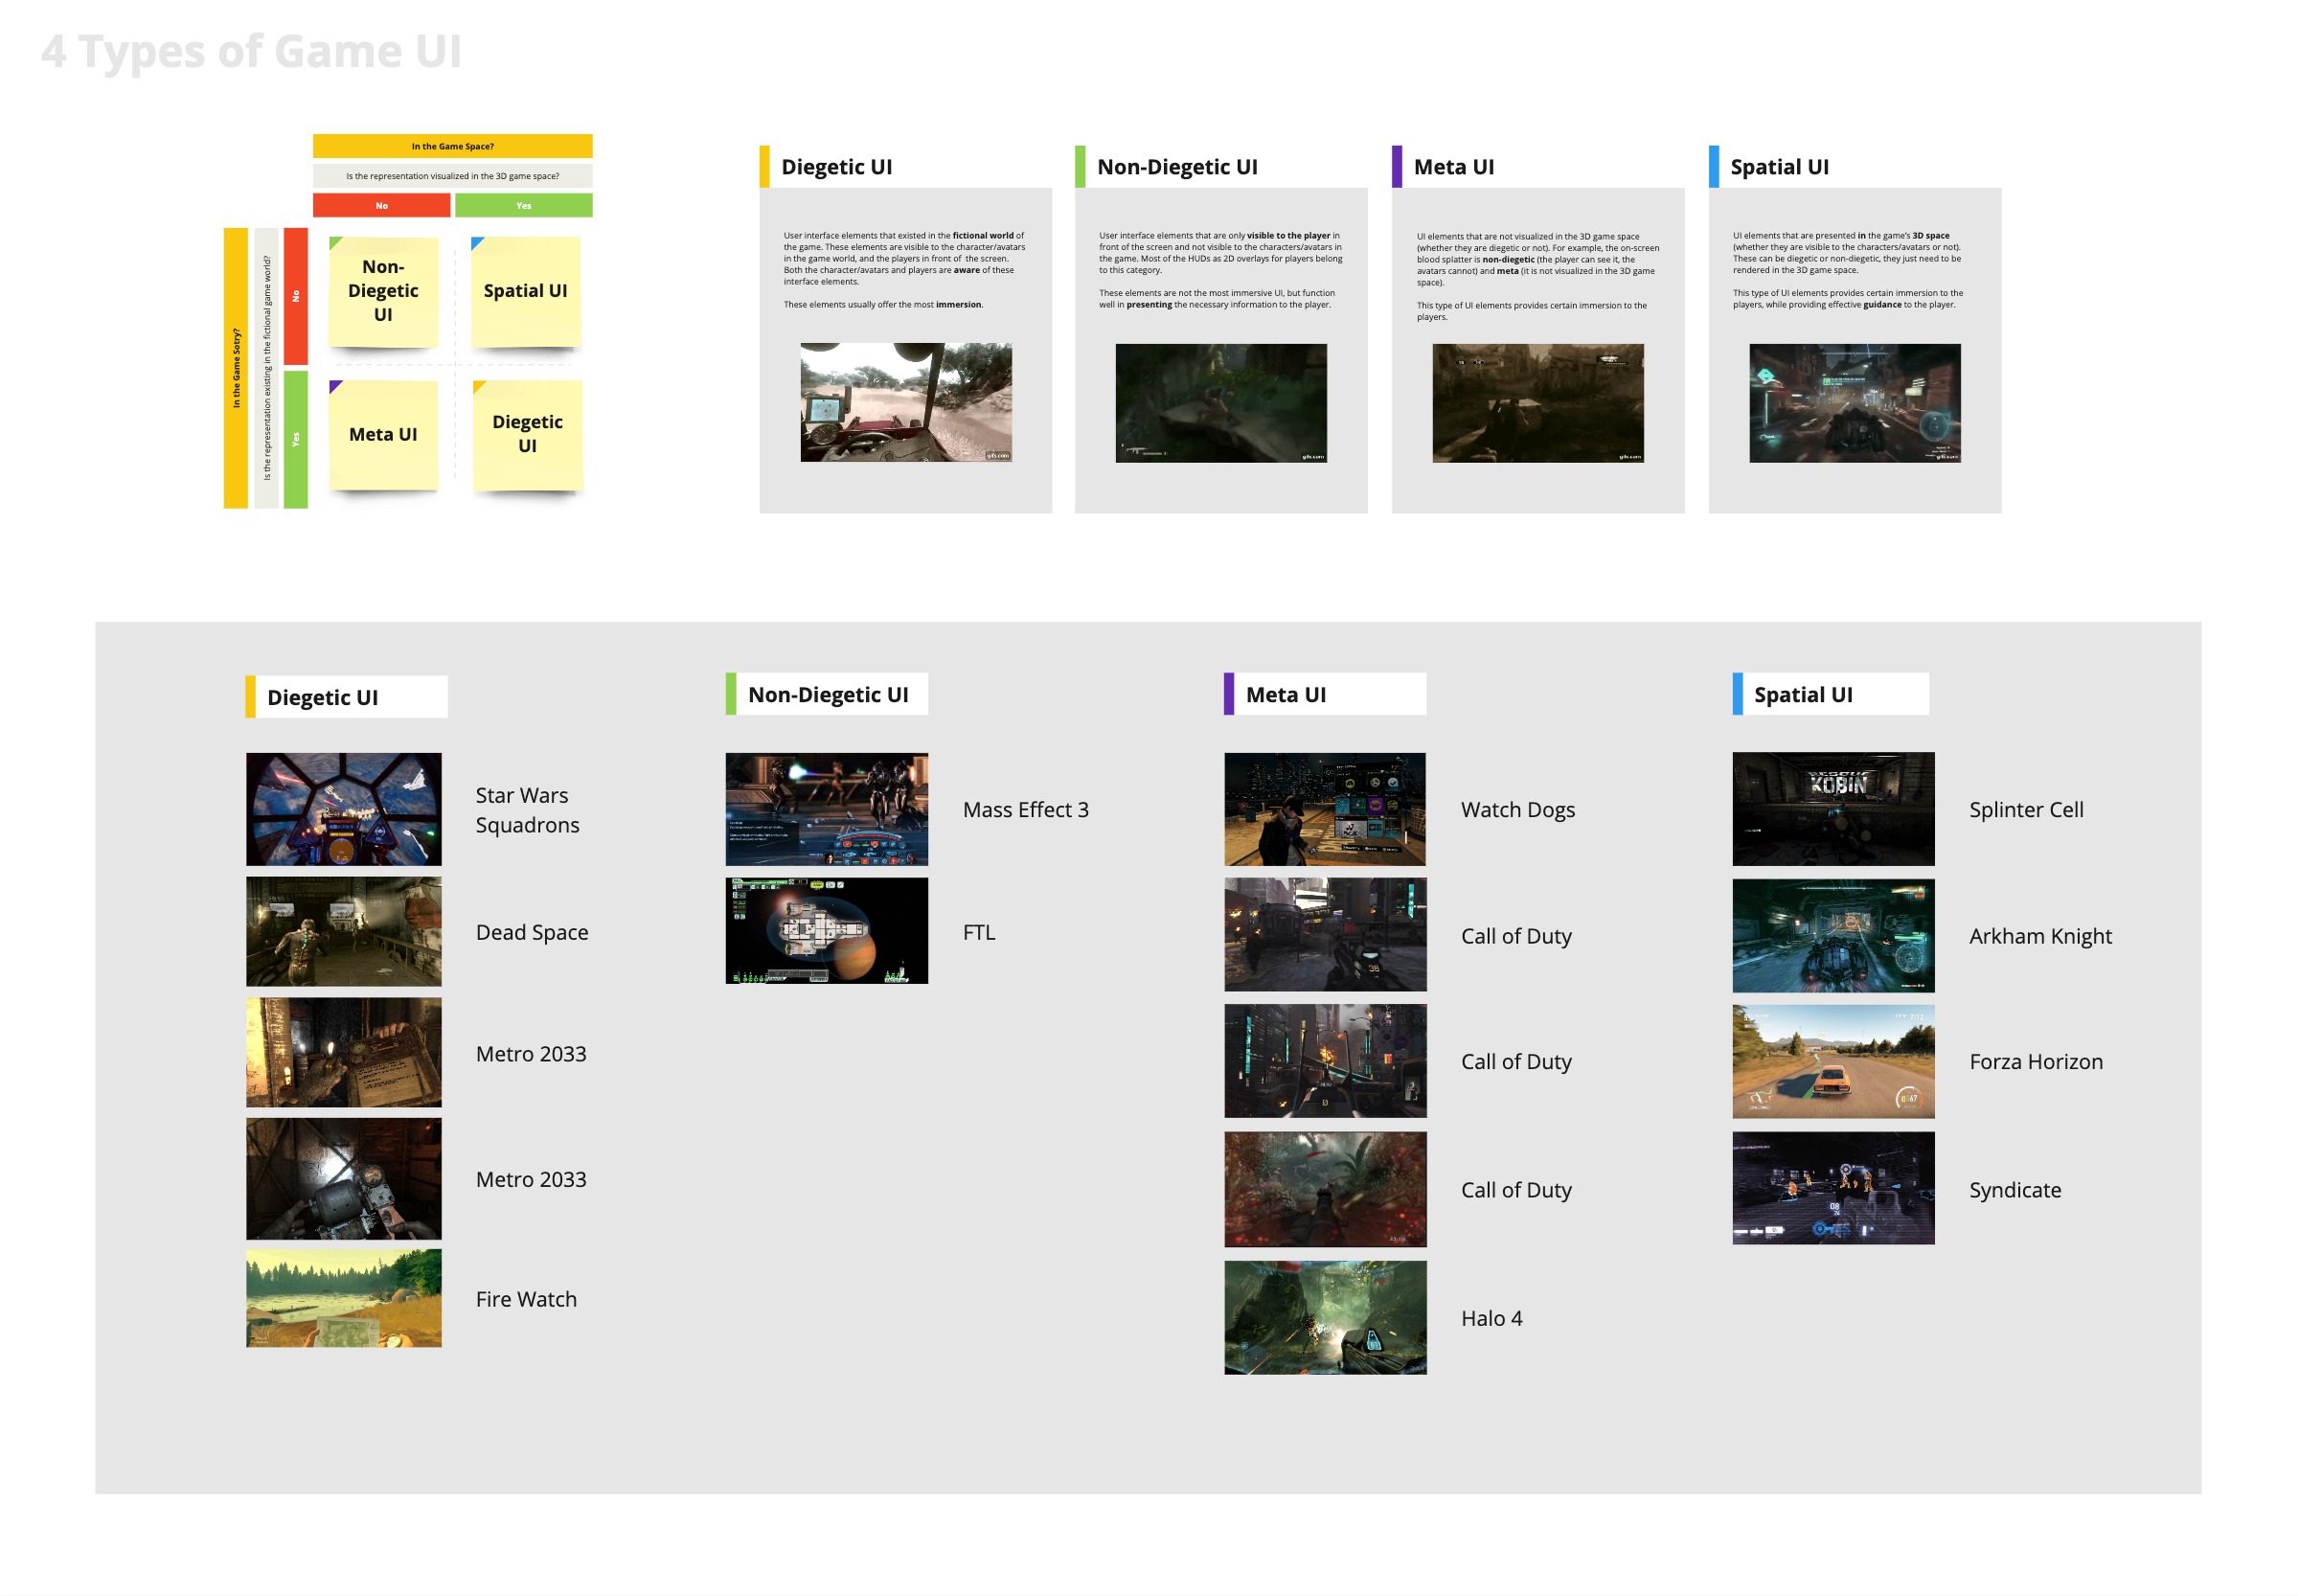 4 Types of Game UI
In the Game Space?
Is the representation visualized in the 3D game space?
No
Yes
In the Game Sotry?
Is the representation existing in the fictional game world?
No
Yes
Non-
Diegetic
UI
Spatial UI
Meta UI
Diegetic
UI
Diegetic UI
User interface elements that existed in the fictional world of
the game. These elements are visible to the character/avatars
in the game world, and the players in front of the screen.
Both the character/avatars and players are aware of these
interface elements.
These elements usually offer the most immersion.
gifs.com
Non-Diegetic UI
User interface elements that are only visible to the player in
front of the screen and not visible to the characters/avatars in
the game. Most of the HUDs as 2D overlays for players belong
to this category.
These elements are not the most immersive UI, but function
well in presenting the necessary information to the player.
gifs.com
Meta UI
UI elements that are not visualized in the 3D game space
(whether they are diegetic or not). For example, the on-screen
blood splatter is non-diegetic (the player can see it, the
avatars cannot) and meta (it is not visualized in the 3D game
space).
This type of UI elements provides certain immersion to the
players.
gifs.com
Spatial UI
UI elements that are presented in the game's 3D space
(whether they are visible to the characters/avatars or not).
These can be diegetic or non-diegetic, they just need to be
rendered in the 3D game space.
This type of UI elements provides certain immersion to the
players, while providing effective guidance to the player.
gifs.com
Diegetic UI
Star Wars
Squadrons
Dead Space
Metro 2033
Metro 2033
Fire Watch
Non-Diegetic UI
Mass Effect 3
FTL
Meta UI
Watch Dogs
Call of Duty
Call of Duty
Call of Duty
Halo 4
Spatial UI
KOBIN
Splinter Cell
Arkham Knight
Forza Horizon
Syndicate